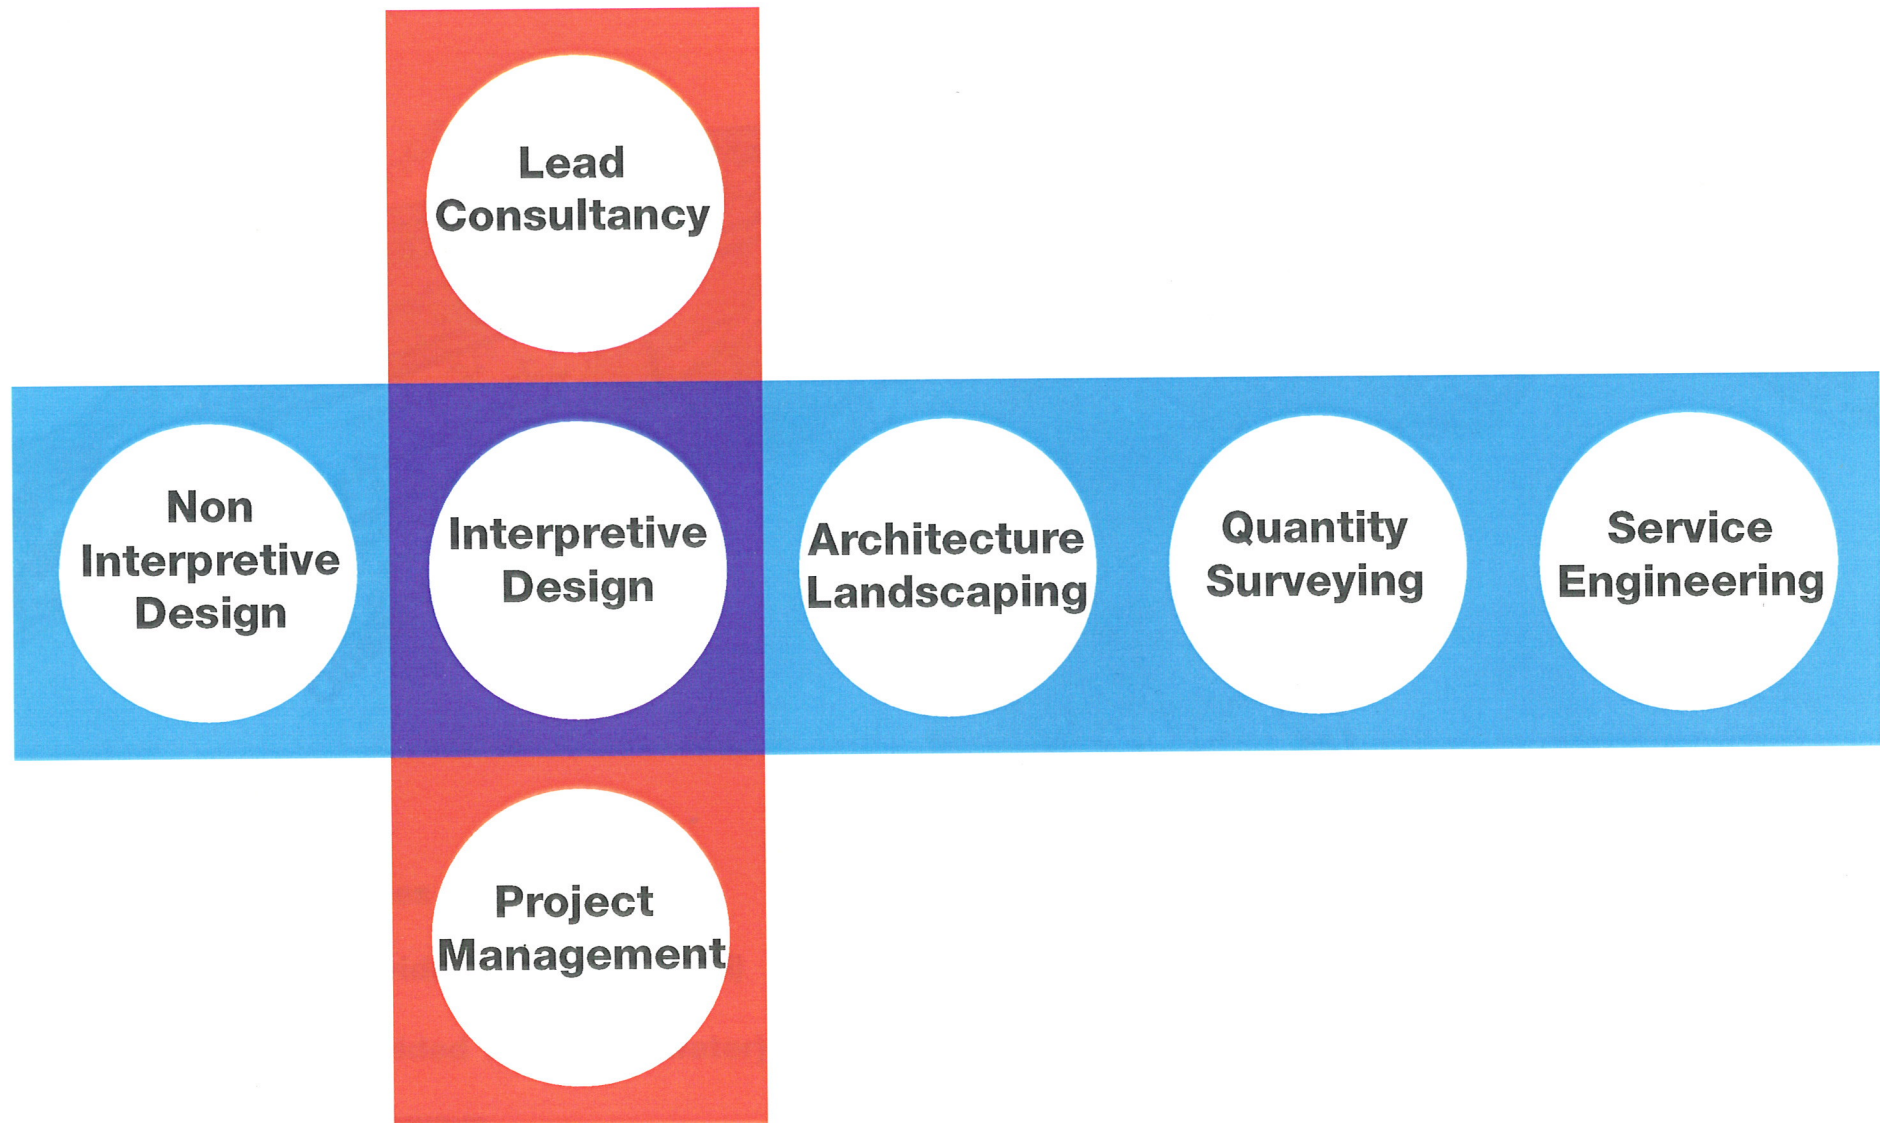 Lead
Consultancy
Non
Interpretive
Design
Interpretive
Design
Architecture
Landscaping
Quantity
Surveying
Service
Engineering
Project
Management